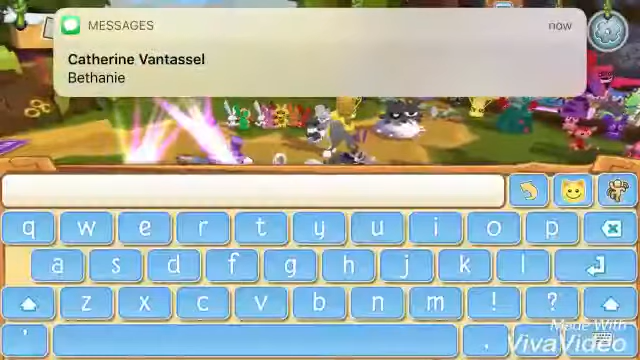 MESSAGES now
Catherine Vantassel
Bethanie
q w e r t y u i o p
a s d f g h j k l
z x c v b n m ! ?
' .
Made With
VivaVideo